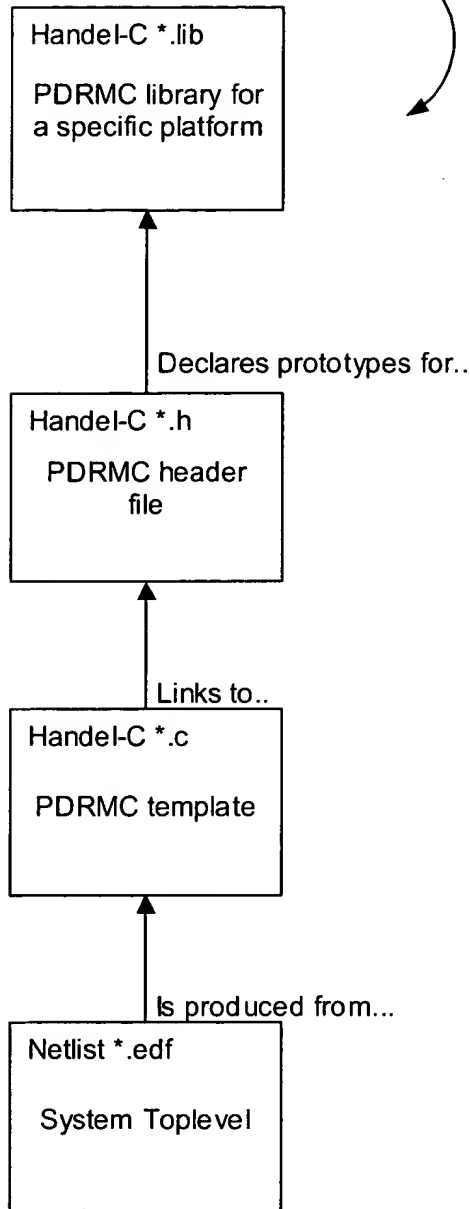 Handel-C *.lib
PDRMC library for
a specific platform
Declares prototypes for..
Handel-C *.h
PDRMC header
file
Links to..
Handel-C *.c
PDRMC template
Is produced from...
Netlist *.edf
System Toplevel